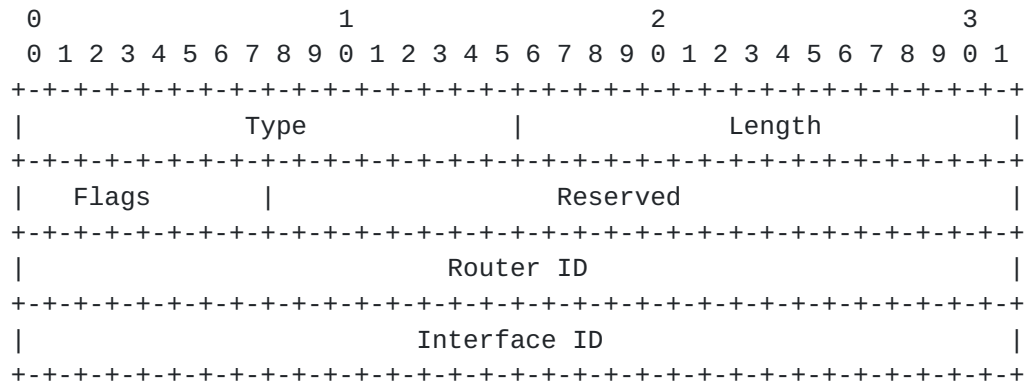 0                   1                   2                   3
 0 1 2 3 4 5 6 7 8 9 0 1 2 3 4 5 6 7 8 9 0 1 2 3 4 5 6 7 8 9 0 1
+-+-+-+-+-+-+-+-+-+-+-+-+-+-+-+-+-+-+-+-+-+-+-+-+-+-+-+-+-+-+-+-+
|              Type             |             Length            |
+-+-+-+-+-+-+-+-+-+-+-+-+-+-+-+-+-+-+-+-+-+-+-+-+-+-+-+-+-+-+-+-+
|   Flags       |                  Reserved                     |
+-+-+-+-+-+-+-+-+-+-+-+-+-+-+-+-+-+-+-+-+-+-+-+-+-+-+-+-+-+-+-+-+
|                           Router ID                           |
+-+-+-+-+-+-+-+-+-+-+-+-+-+-+-+-+-+-+-+-+-+-+-+-+-+-+-+-+-+-+-+-+
|                         Interface ID                          |
+-+-+-+-+-+-+-+-+-+-+-+-+-+-+-+-+-+-+-+-+-+-+-+-+-+-+-+-+-+-+-+-+